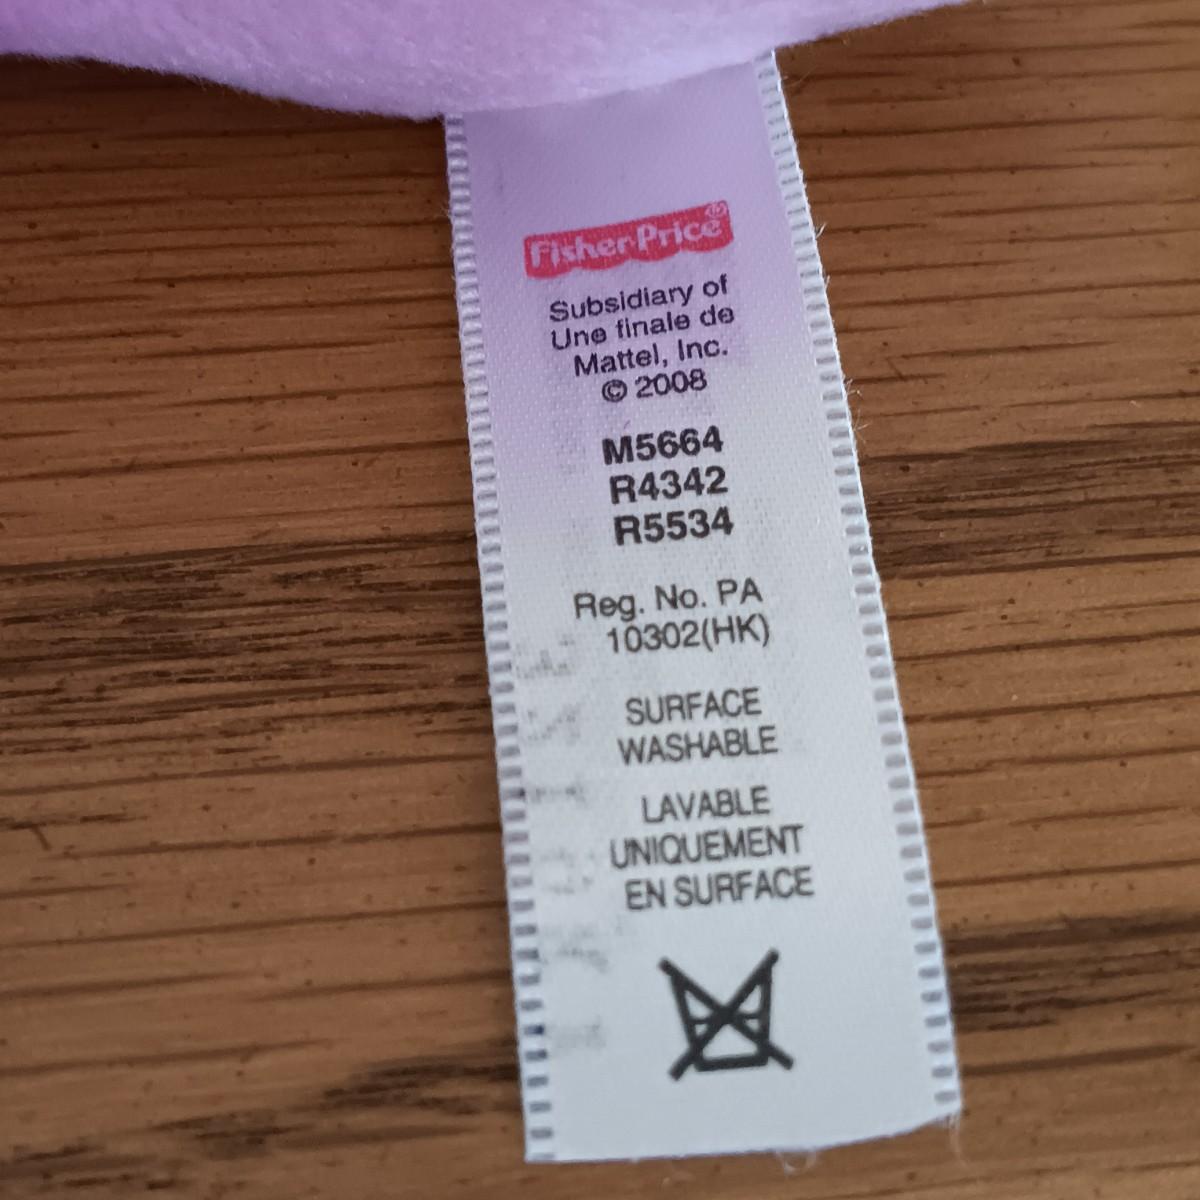 Fisher-Price®
Subsidiary of
Une finale de
Mattel, Inc.
© 2008
M5664
R4342
R5534
Reg. No. PA
10302(HK)
SURFACE
WASHABLE
LAVABLE
UNIQUEMENT
EN SURFACE